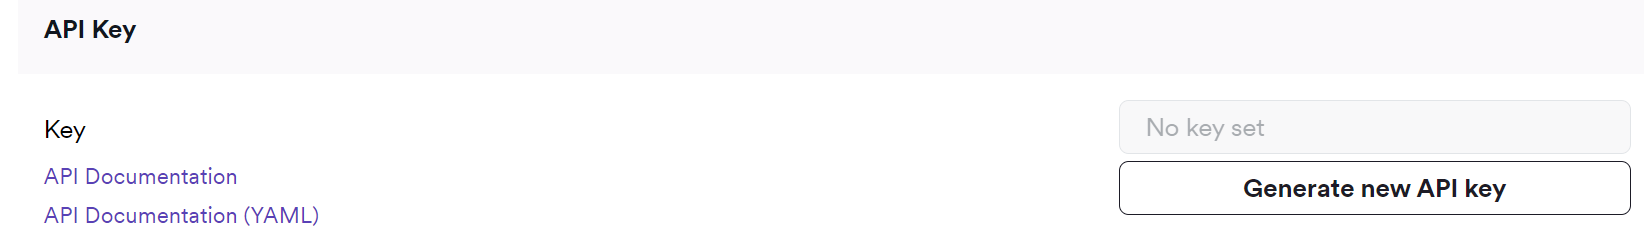 API Key
Key
No key set
API Documentation
Generate new API key
API Documentation (YAML)